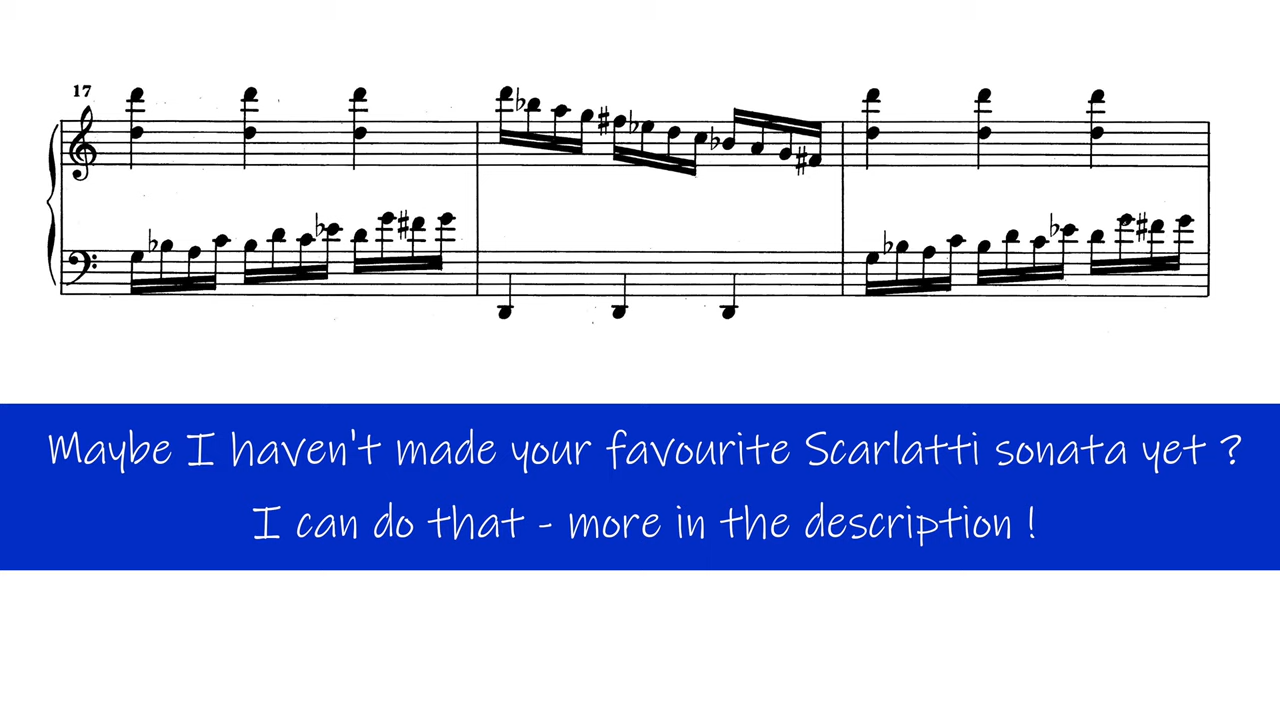 17
Maybe I haven't made your favourite Scarlatti sonata yet ?
I can do that - more in the description !